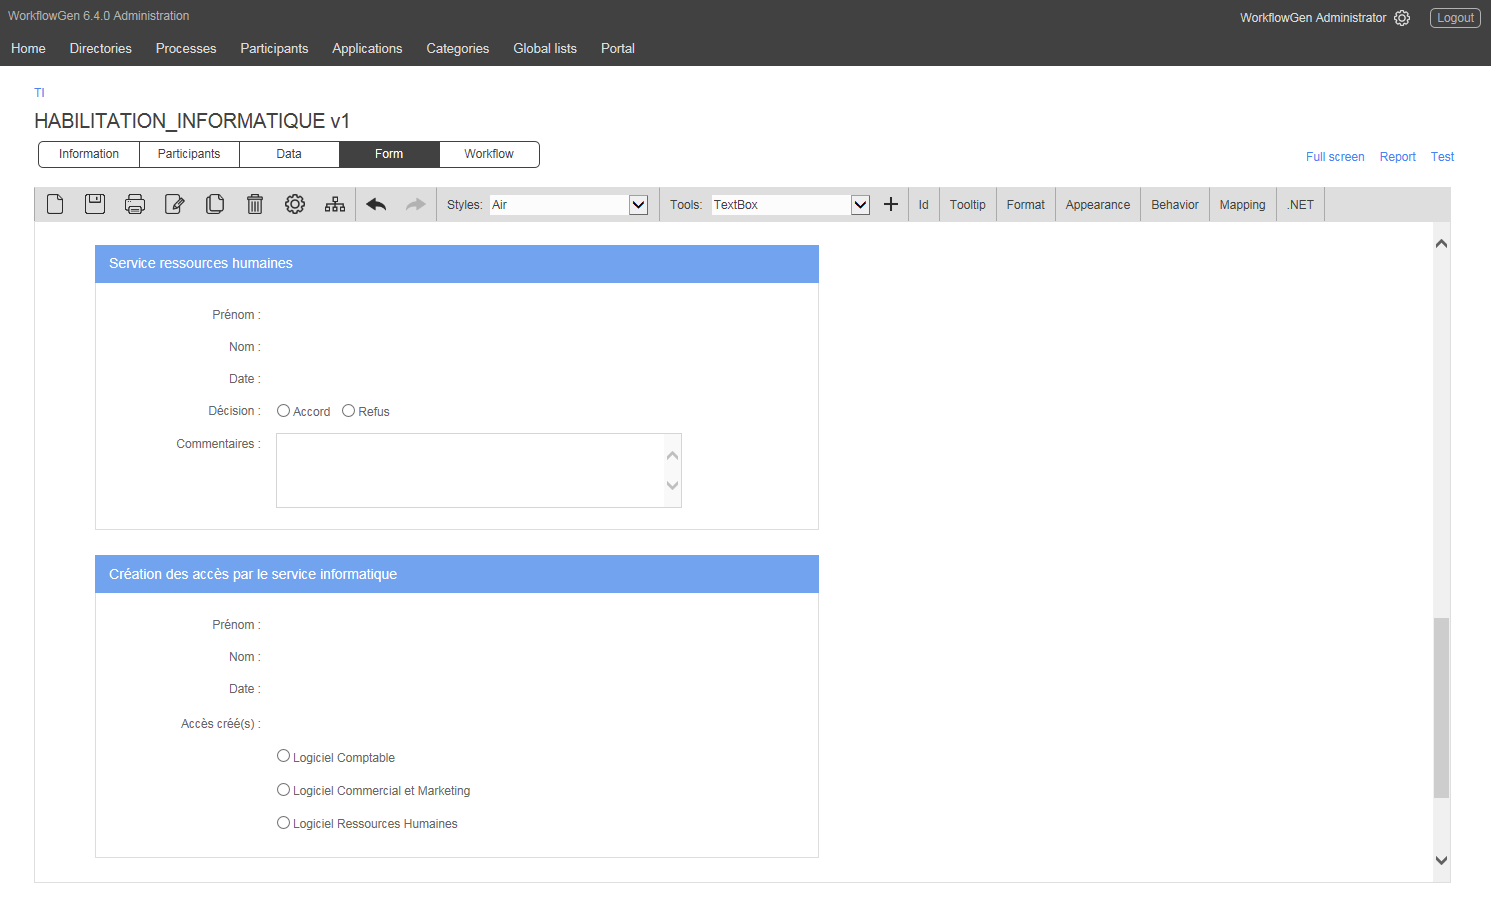 WorkflowGen 6.4.0 Administration
WorkflowGen Administrator Logout
Home Directories Processes Participants Applications Categories Global lists Portal
TI
HABILITATION_INFORMATIQUE v1
Information Participants Data Form Workflow
Full screen Report Test
Styles: Air Tools: TextBox Id Tooltip Format Appearance Behavior Mapping .NET
Service ressources humaines
Prénom :
Nom :
Date :
Décision : Accord Refus
Commentaires :
Création des accès par le service informatique
Prénom :
Nom :
Date :
Accès créé(s) :
Logiciel Comptable
Logiciel Commercial et Marketing
Logiciel Ressources Humaines